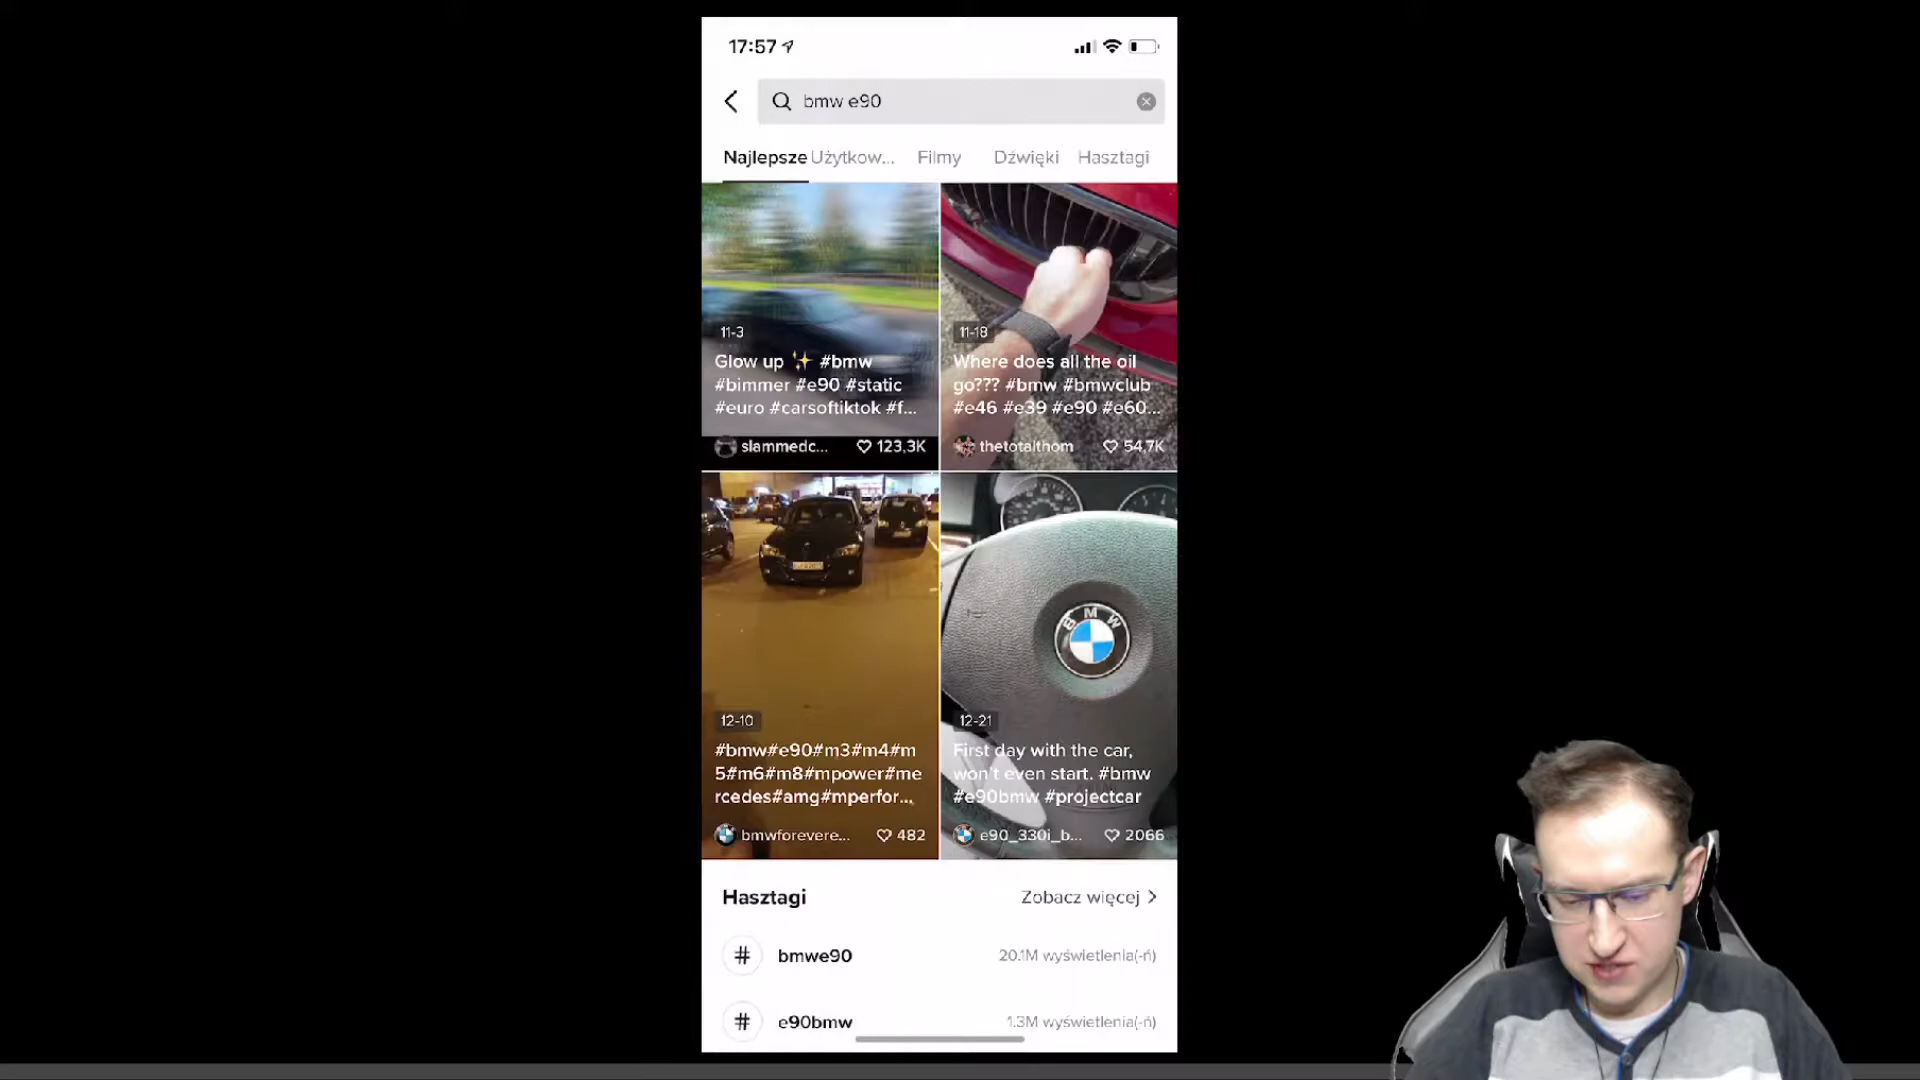 17:57
bmw e90
Najlepsze Użytkow... Filmy Dźwięki Hasztagi
11-3
Glow up ✨ #bmw
#bimmer #e90 #static
#euro #carsoftiktok #f...
slammedc... 123,3K
11-18
Where does all the oil
go??? #bmw #bmwclub
#e46 #e39 #e90 #e60...
thetotalthom 54,7K
12-10
#bmw#e90#m3#m4#m
5#m6#m8#mpower#me
rcedes#amg#mperfor...
bmwforevere... 482
BMW
12-21
First day with the car,
won't even start. #bmw
#e90bmw #projectcar
e90_330i_b... 2066
Hasztagi Zobacz więcej >
# bmwe90 20.1M wyświetlenia(-ń)
# e90bmw 1.3M wyświetlenia(-ń)